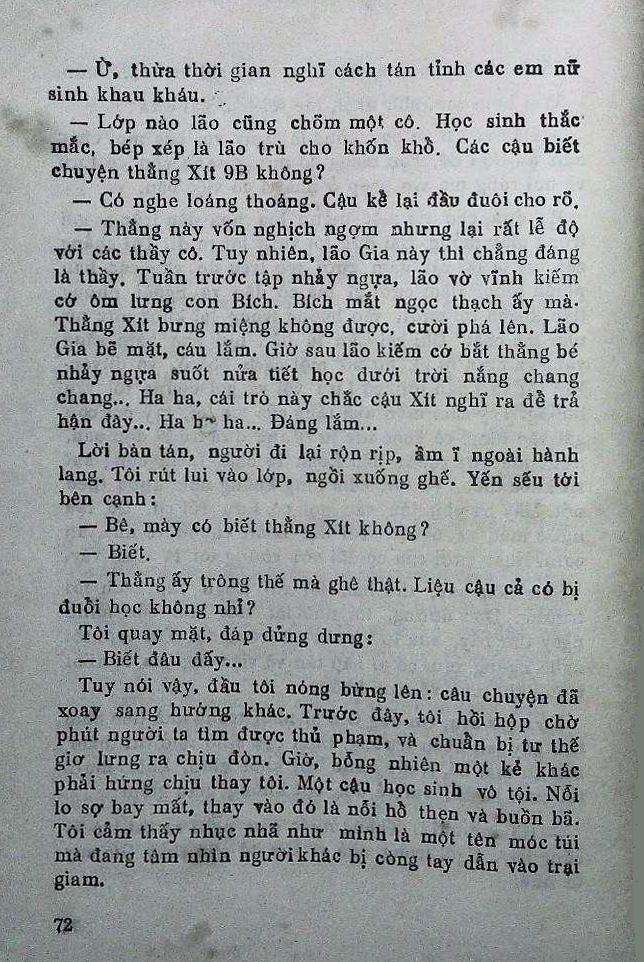 — Ừ, thừa thời gian nghĩ cách tán tỉnh các em nữ
sinh khau kháu.
— Lớp nào lão cũng chõm một cô. Học sinh thắc
mắc, bép xép là lão trù cho khốn khổ. Các cậu biết
chuyện thằng Xít 9B không?
— Có nghe loáng thoáng. Cậu kể lại đầu đuôi cho rõ.
— Thằng này vốn nghịch ngợm nhưng lại rất lễ độ
với các thầy cô. Tuy nhiên, lão Gia này thì chẳng đáng
là thầy. Tuần trước tập nhảy ngựa, lão vờ vĩnh kiếm
cớ ôm lưng con Bích. Bích mắt ngọc thạch ấy mà.
Thằng Xít bưng miệng không được, cười phá lên. Lão
Gia bẽ mặt, cáu lắm. Giờ sau lão kiếm cớ bắt thằng bé
nhảy ngựa suốt nửa tiết học dưới trời nắng chang
chang... Ha ha, cái trò này chắc cậu Xít nghĩ ra để trả
hận đây... Ha ha... Đáng lắm...
Lời bàn tán, người đi lại rộn rịp, ầm ĩ ngoài hành
lang. Tôi rút lui vào lớp, ngồi xuống ghế. Yến sếu tới
bên cạnh:
— Bê, mày có biết thằng Xít không?
— Biết.
— Thằng ấy trông thế mà ghê thật. Liệu cậu cả có bị
đuổi học không nhỉ?
Tôi quay mặt, đáp dửng dưng:
— Biết đâu đấy...
Tuy nói vậy, đầu tôi nóng bừng lên: câu chuyện đã
xoay sang hướng khác. Trước đây, tôi hồi hộp chờ
phút người ta tìm được thủ phạm, và chuẩn bị tư thế
giơ lưng ra chịu đòn. Giờ, bỗng nhiên một kẻ khác
phải hứng chịu thay tôi. Một cậu học sinh vô tội. Nỗi
lo sợ bay mất, thay vào đó là nỗi hổ thẹn và buồn bã.
Tôi cảm thấy nhục nhã như mình là một tên móc túi
mà đang tâm nhìn người khác bị còng tay dẫn vào trại
giam.
72